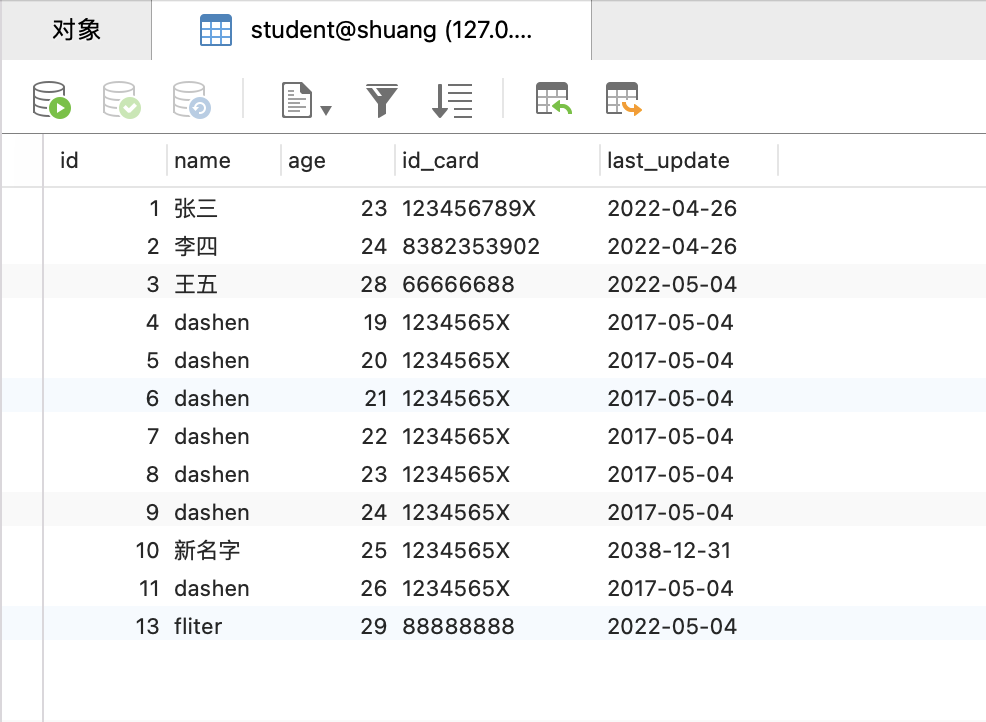 对象 student@shuang (127.0....
id name age id_card last_update
1 张三 23 123456789X 2022-04-26
2 李四 24 8382353902 2022-04-26
3 王五 28 66666688 2022-05-04
4 dashen 19 1234565X 2017-05-04
5 dashen 20 1234565X 2017-05-04
6 dashen 21 1234565X 2017-05-04
7 dashen 22 1234565X 2017-05-04
8 dashen 23 1234565X 2017-05-04
9 dashen 24 1234565X 2017-05-04
10 新名字 25 1234565X 2038-12-31
11 dashen 26 1234565X 2017-05-04
13 fliter 29 88888888 2022-05-04